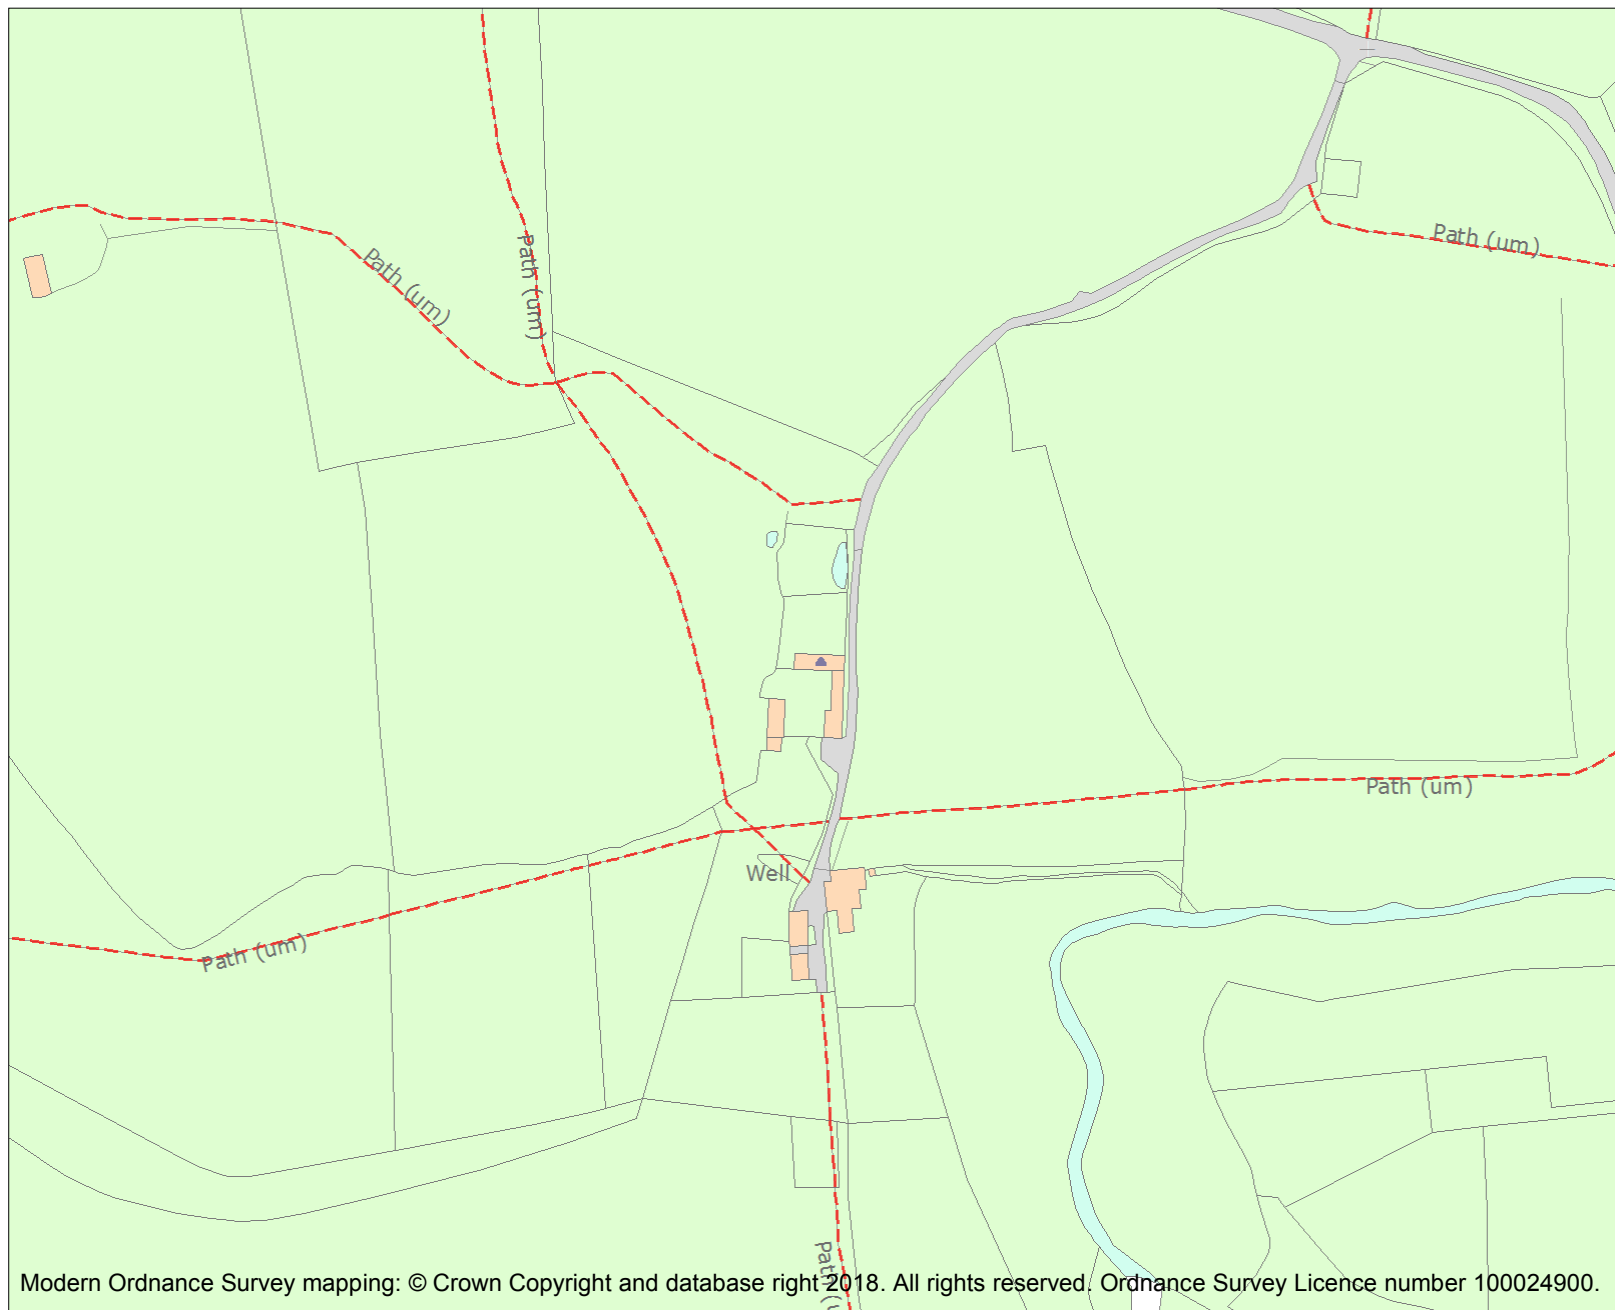 Path (um)
Path (um)
Path (um)
Path (um)
Well
Path (um)
Path (u
Modern Ordnance Survey mapping: © Crown Copyright and database right 2018. All rights reserved. Ordnance Survey Licence number 100024900.